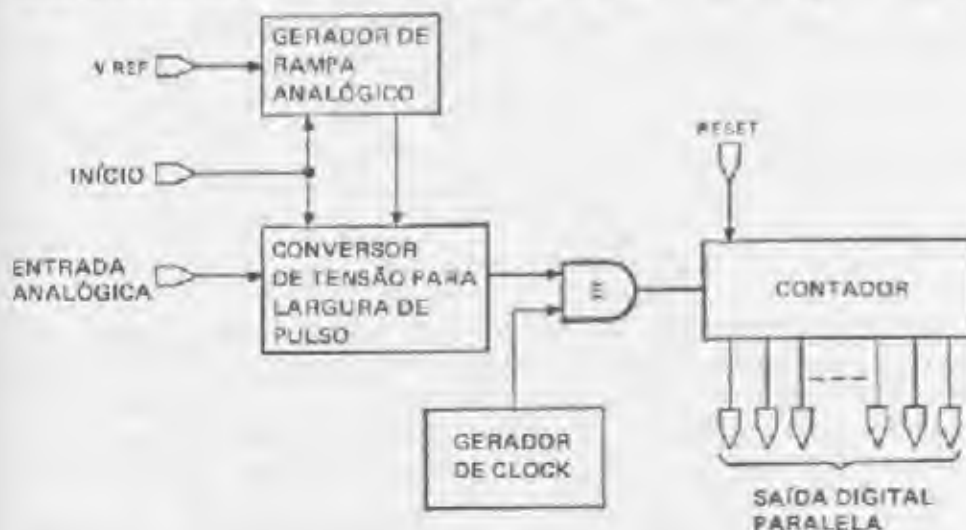 GERADOR DE
RAMPA
ANALÓGICO
V REF
RESET
INÍCIO
ENTRADA
ANALÓGICA
CONVERSOR
DE TENSÃO PARA
LARGURA DE
PULSO
E
CONTADOR
GERADOR
DE CLOCK
SAÍDA DIGITAL
PARALELA